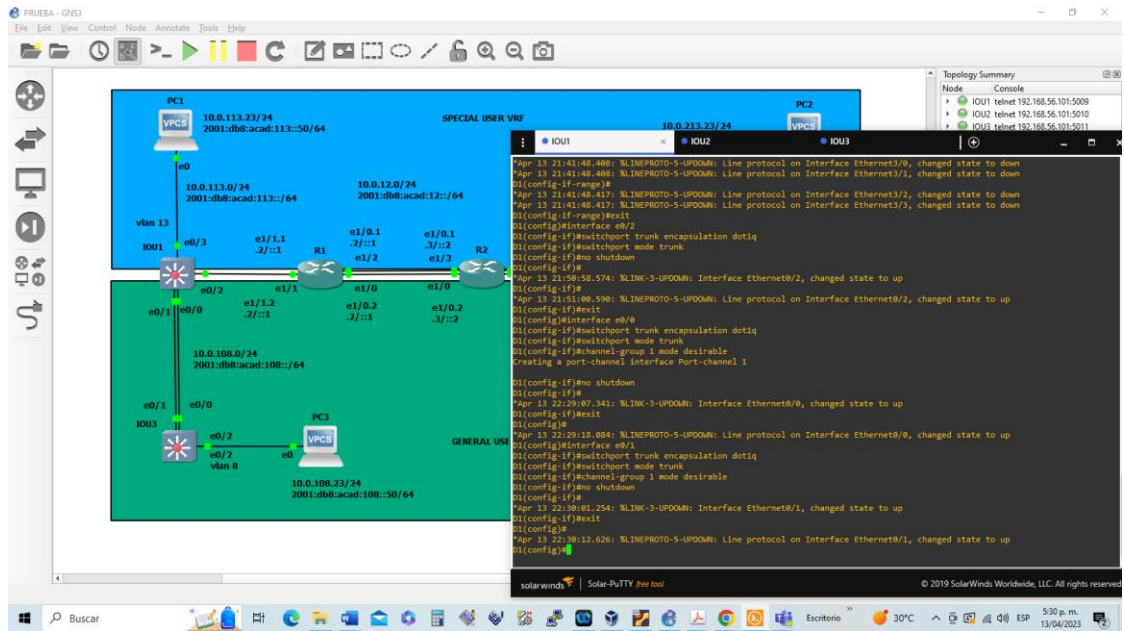 PRUEBA - GNS3
File Edit View Control Node Annotate Tools Help
Topology Summary
Node Console
IOU1 telnet 192.168.56.101:5009
IOU2 telnet 192.168.56.101:5010
IOU3 telnet 192.168.56.101:5011
PC1
VPCS
10.0.113.23/24
2001:db8:acad:113::50/64
SPECIAL USER VRF
PC2
10.0.213.23/24
VPCS
e0
10.0.113.0/24
2001:db8:acad:113::/64
10.0.12.0/24
2001:db8:acad:12::/64
vlan 13
IOU1
e0/3
e1/1.1
.2/::1
R1
e1/0.1
.2/::1
e1/2
e1/0.1
.3/::2
e1/3
R2
e0/2
e1/1
e1/0
e1/0
e0/1
e0/0
e1/1.2
.2/::1
e1/0.2
.2/::1
e1/0.2
.3/::2
10.0.108.0/24
2001:db8:acad:108::/64
e0/1
e0/0
IOU3
e0/2
e0/2
vlan 8
PC3
VPCS
e0
GENERAL USE
10.0.108.23/24
2001:db8:acad:108::50/64
IOU1
IOU2
IOU3
*Apr 13 21:41:48.408: %LINEPROTO-5-UPDOWN: Line protocol on Interface Ethernet3/0, changed state to down
*Apr 13 21:41:48.408: %LINEPROTO-5-UPDOWN: Line protocol on Interface Ethernet3/1, changed state to down
D1(config-if-range)#
*Apr 13 21:41:48.417: %LINEPROTO-5-UPDOWN: Line protocol on Interface Ethernet3/2, changed state to down
*Apr 13 21:41:48.417: %LINEPROTO-5-UPDOWN: Line protocol on Interface Ethernet3/3, changed state to down
D1(config-if-range)#exit
D1(config)#interface e0/2
D1(config-if)#switchport trunk encapsulation dot1q
D1(config-if)#switchport mode trunk
D1(config-if)#no shutdown
D1(config-if)#
*Apr 13 21:50:58.574: %LINK-3-UPDOWN: Interface Ethernet0/2, changed state to up
D1(config-if)#
*Apr 13 21:51:00.590: %LINEPROTO-5-UPDOWN: Line protocol on Interface Ethernet0/2, changed state to up
D1(config-if)#exit
D1(config)#interface e0/0
D1(config-if)#switchport trunk encapsulation dot1q
D1(config-if)#switchport mode trunk
D1(config-if)#channel-group 1 mode desirable
Creating a port-channel interface Port-channel 1
D1(config-if)#no shutdown
D1(config-if)#
*Apr 13 22:29:07.341: %LINK-3-UPDOWN: Interface Ethernet0/0, changed state to up
D1(config-if)#exit
D1(config)#
*Apr 13 22:29:18.084: %LINEPROTO-5-UPDOWN: Line protocol on Interface Ethernet0/0, changed state to up
D1(config)#interface e0/1
D1(config-if)#switchport trunk encapsulation dot1q
D1(config-if)#switchport mode trunk
D1(config-if)#channel-group 1 mode desirable
D1(config-if)#no shutdown
D1(config-if)#
*Apr 13 22:30:01.254: %LINK-3-UPDOWN: Interface Ethernet0/1, changed state to up
D1(config-if)#exit
D1(config)#
*Apr 13 22:30:12.626: %LINEPROTO-5-UPDOWN: Line protocol on Interface Ethernet0/1, changed state to up
D1(config)#
solarwinds Solar-PuTTY free tool
© 2019 SolarWinds Worldwide, LLC. All rights reserved
Buscar
Escritorio
30°C
ESP
5:30 p. m.
13/04/2023